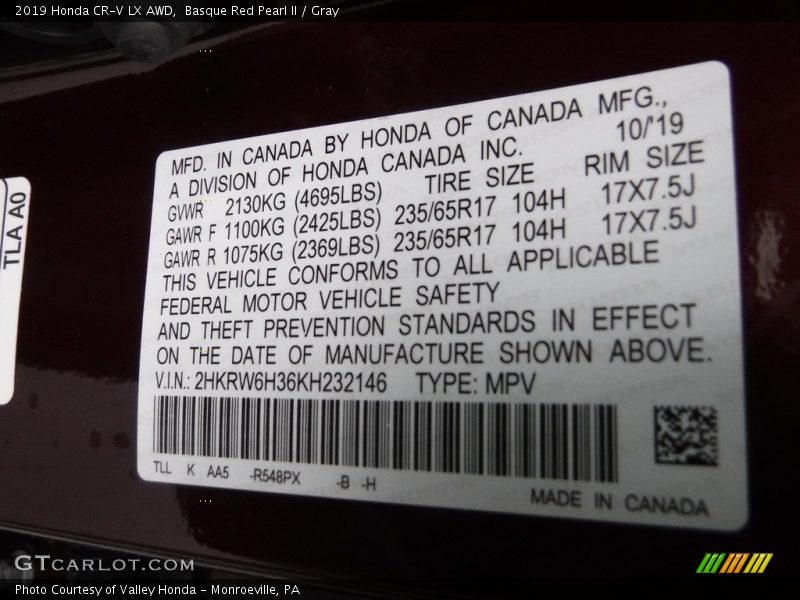 2019 Honda CR-V LX AWD,  Basque Red Pearl II / Gray
MFD. IN CANADA BY HONDA OF CANADA MFG.,
A DIVISION OF HONDA CANADA INC. 10/'19
GVWR 2130KG (4695LBS) TIRE SIZE RIM SIZE
GAWR F 1100KG (2425LBS) 235/65R17 104H 17X7.5J
GAWR R 1075KG (2369LBS) 235/65R17 104H 17X7.5J
THIS VEHICLE CONFORMS TO ALL APPLICABLE
FEDERAL MOTOR VEHICLE SAFETY
AND THEFT PREVENTION STANDARDS IN EFFECT
ON THE DATE OF MANUFACTURE SHOWN ABOVE.
V.I.N.: 2HKRW6H36KH232146 TYPE: MPV
TLL K AA5 -R548PX -B -H
MADE IN CANADA
TLA A0
GTCARLOT.COM
Photo Courtesy of Valley Honda - Monroeville, PA